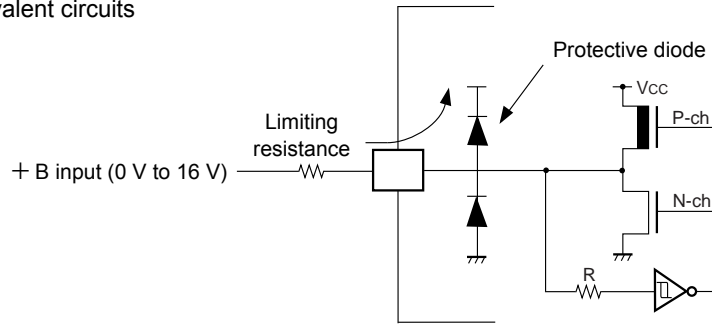 valent circuits
Protective diode
VCC
P-ch
Limiting
resistance
+ B input (0 V to 16 V)
N-ch
R